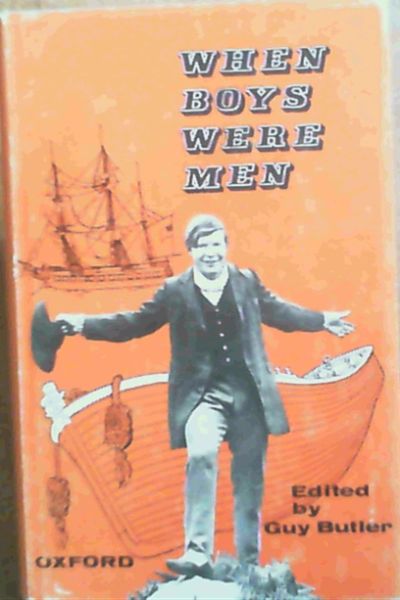 WHEN
BOYS
WERE
MEN
Edited
by
Guy Butler
OXFORD